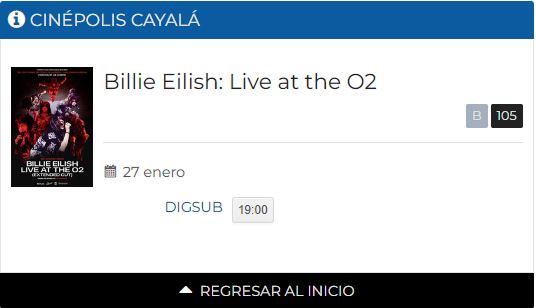 CINÉPOLIS CAYALÁ
Billie Eilish: Live at the O2
B 105
BILLIE EILISH
LIVE AT THE O2
(EXTENDED CUT)
27 enero
DIGSUB 19:00
REGRESAR AL INICIO